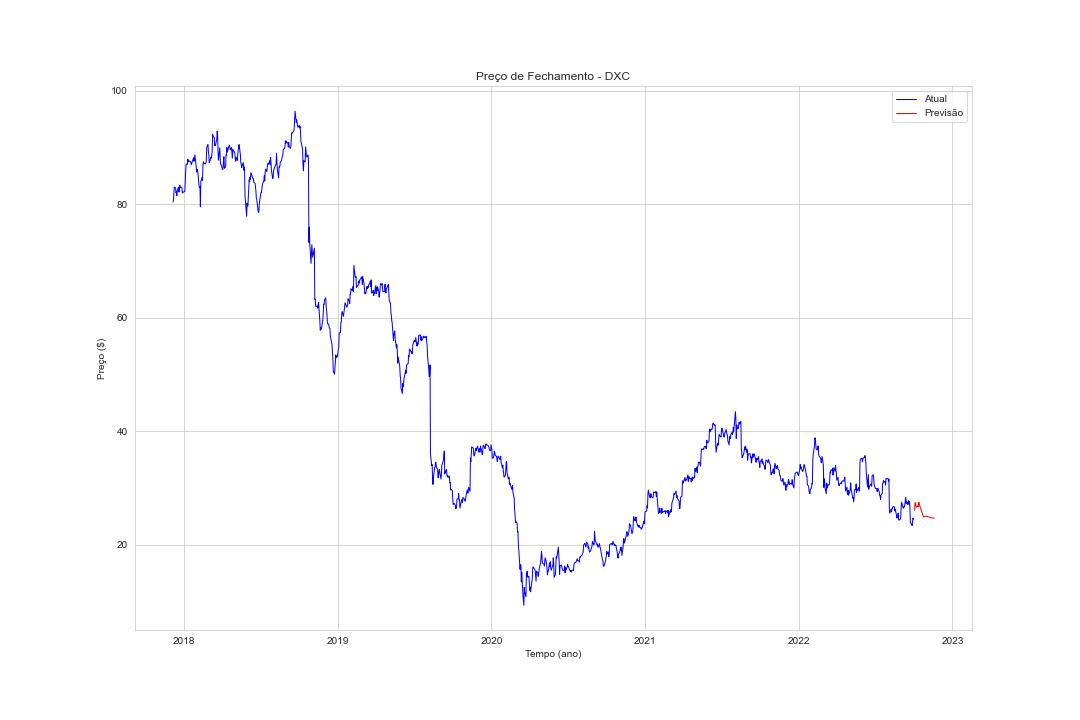 Preço de Fechamento - DXC
Atual
Previsão
100
80
60
40
20
Preço ($)
2018 2019 2020 2021 2022 2023
Tempo (ano)